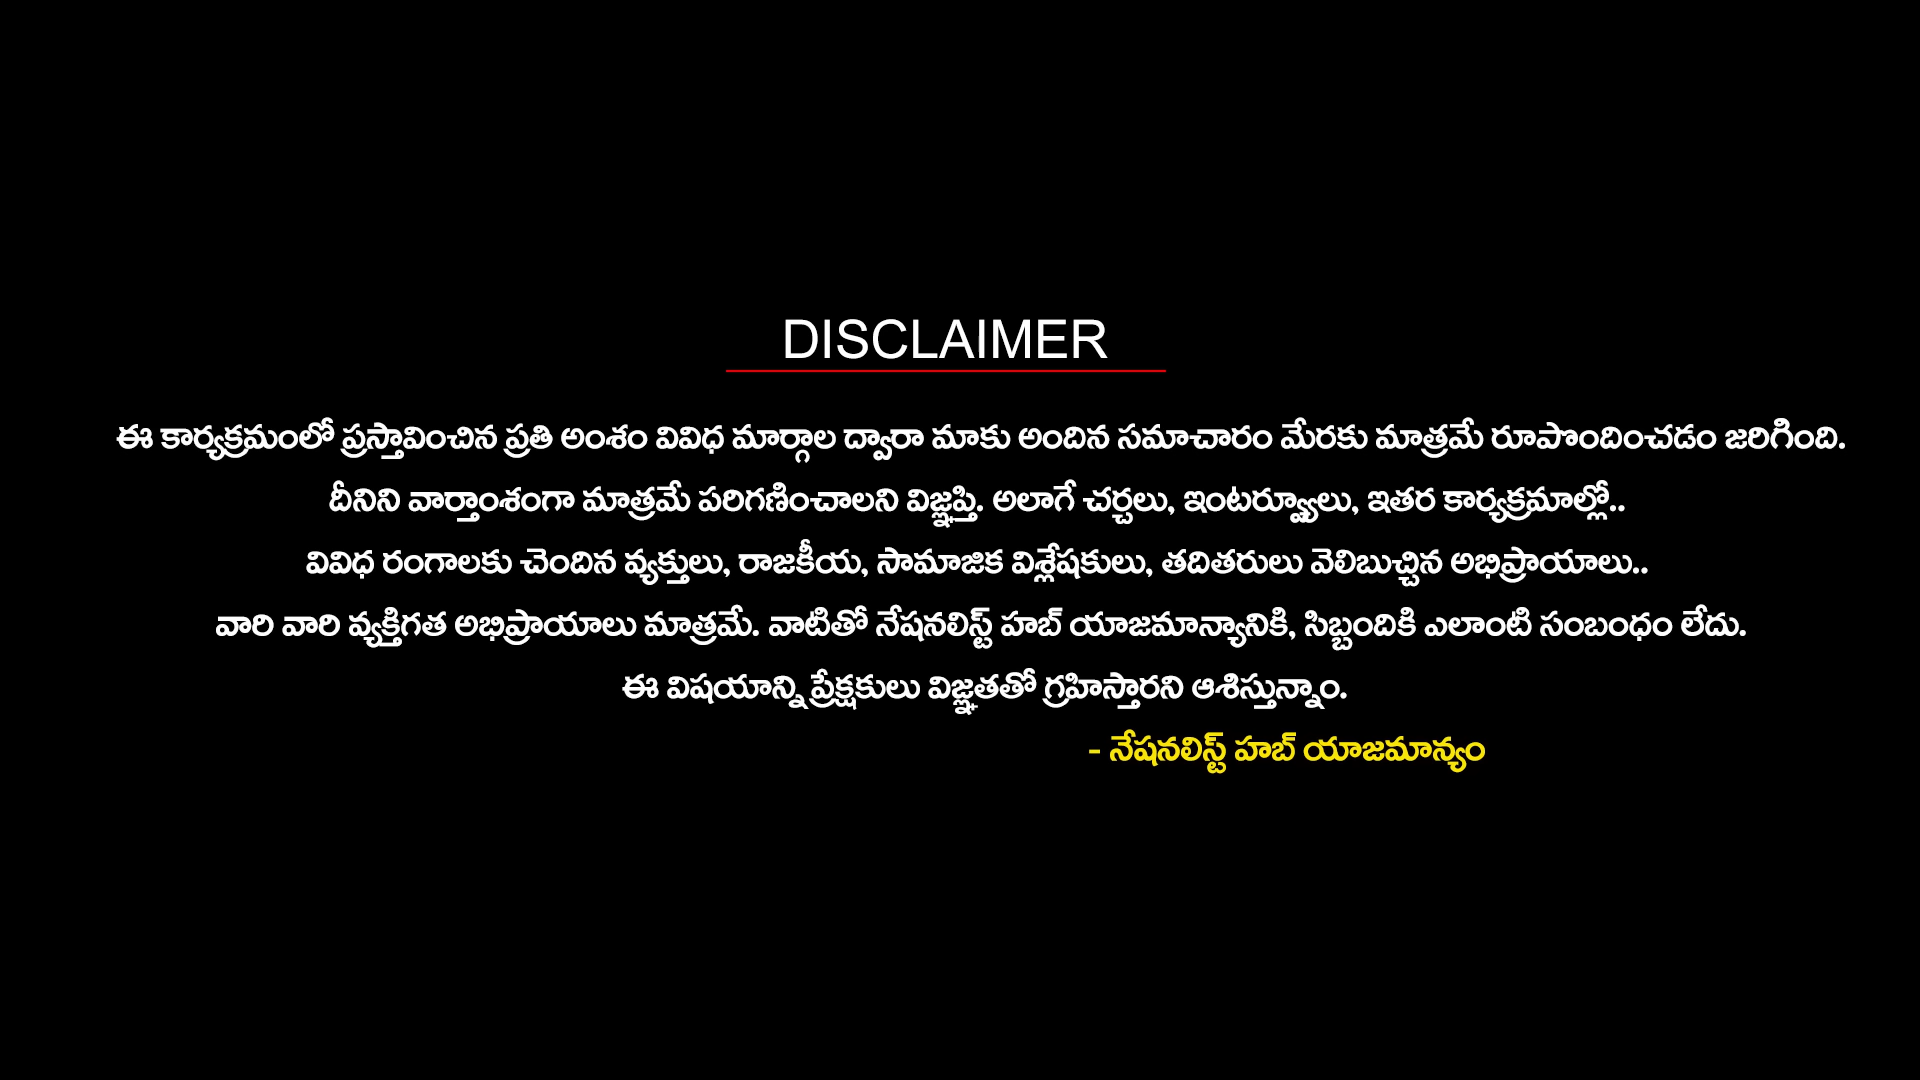 DISCLAIMER
ఈ కార్యక్రమంలో ప్రస్తావించిన ప్రతి అంశం వివిధ మార్గాల ద్వారా మాకు అందిన సమాచారం మేరకు మాత్రమే రూపొందించడం జరిగింది.
దీనిని వార్తాంశంగా మాత్రమే పరిగణించాలని విజ్ఞప్తి. అలాగే చర్చలు, ఇంటర్వ్యూలు, ఇతర కార్యక్రమాల్లో..
వివిధ రంగాలకు చెందిన వ్యక్తులు, రాజకీయ, సామాజిక విశ్లేషకులు, తదితరులు వెలిబుచ్చిన అభిప్రాయాలు..
వారి వారి వ్యక్తిగత అభిప్రాయాలు మాత్రమే. వాటితో నేషనలిస్ట్ హబ్ యాజమాన్యానికి, సిబ్బందికి ఎలాంటి సంబంధం లేదు.
ఈ విషయాన్ని ప్రేక్షకులు విజ్ఞతతో గ్రహిస్తారని ఆశిస్తున్నాం.
- నేషనలిస్ట్ హబ్ యాజమాన్యం